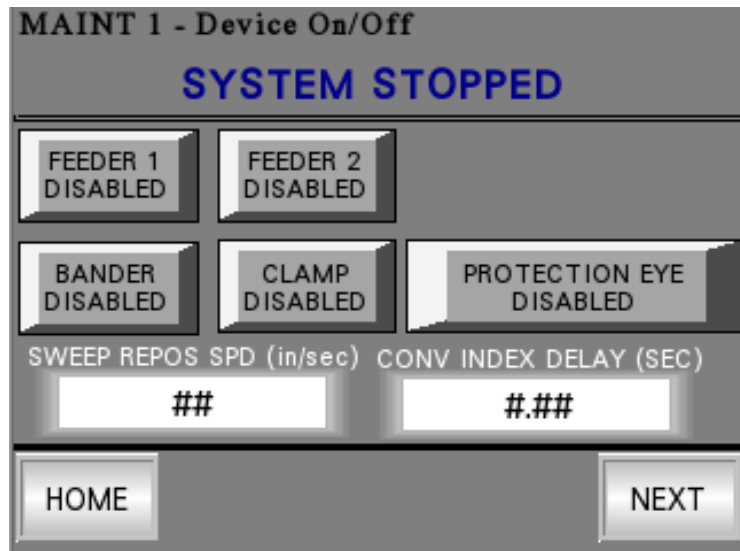 MAINT 1 - Device On/Off
SYSTEM STOPPED
FEEDER 1
DISABLED
FEEDER 2
DISABLED
BANDER
DISABLED
CLAMP
DISABLED
PROTECTION EYE
DISABLED
SWEEP REPOS SPD (in/sec)
##
CONV INDEX DELAY (SEC)
#.##
HOME
NEXT